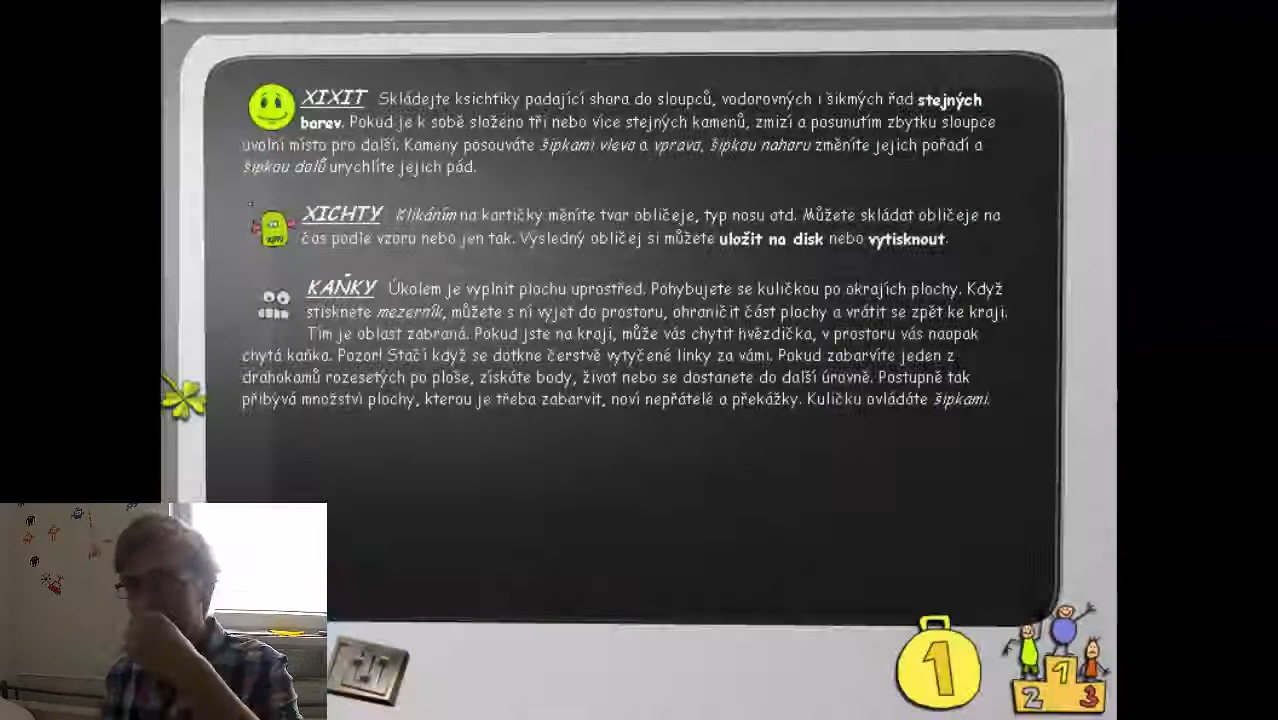 XIXIT Skládejte ksichtíky padající shora do sloupců, vodorovných i šikmých řad stejných
barev. Pokud je k sobě složeno tři nebo více stejných kamenů, zmizí a posunutím zbytku sloupce
uvolní místo pro další. Kameny posouváte šipkami vlevo a vpravo, šipkou nahoru změníte jejich pořadí a
šipkou dolů urychlíte jejich pád.
XICHTY Klikáním na kartičky měníte tvar obličeje, typ nosu atd. Můžete skládat obličeje na
čas podle vzoru nebo jen tak. Výsledný obličej si můžete uložit na disk nebo vytisknout.
KAŇKY Úkolem je vyplnit plochu uprostřed. Pohybujete se kuličkou po okrajích plochy. Když
stisknete mezerník, můžete s ní vyjet do prostoru, ohraničit část plochy a vrátit se zpět ke kraji.
Tím je oblast zabraná. Pokud jste na kraji, může vás chytit hvězdička, v prostoru vás naopak
chytá kaňka. Pozor! Stačí když se dotkne čerstvě vytyčené linky za vámi. Pokud zabarvíte jeden z
drahokamů rozesetých po ploše, získáte body, život nebo se dostanete do další úrovně. Postupně tak
přibývá množství plochy, kterou je třeba zabarvit, noví nepřátelé a překážky. Kuličku ovládáte šipkami.
1
1
2 3